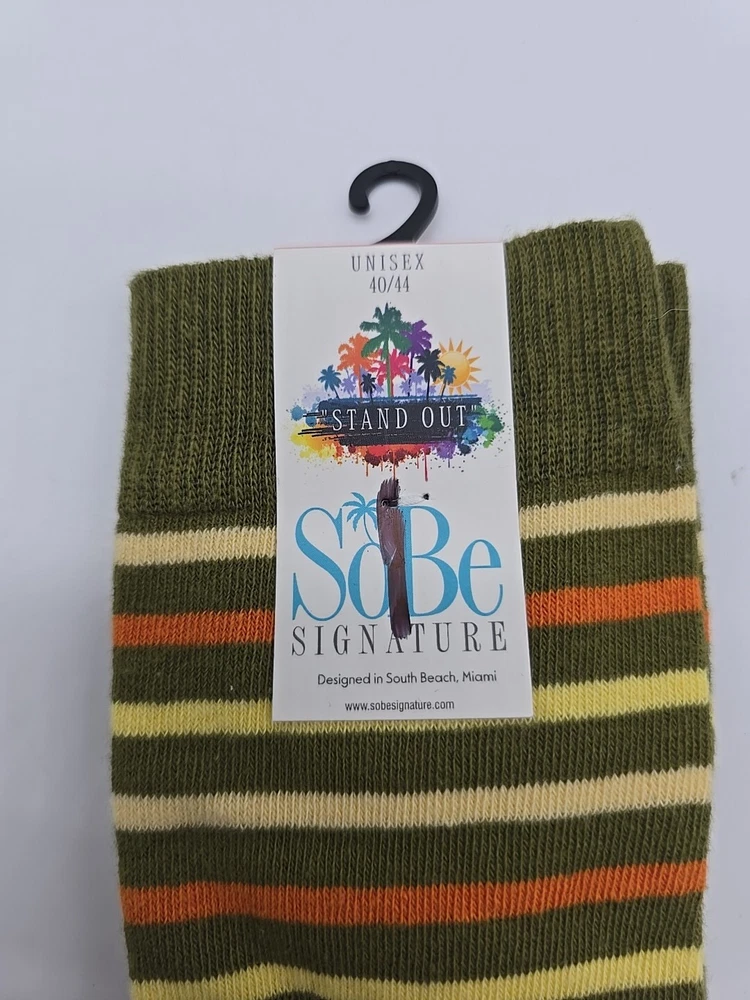 UNISEX
40/44
"STAND OUT"
SoBe
SIGNATURE
Designed in South Beach, Miami
www.sobesignature.com